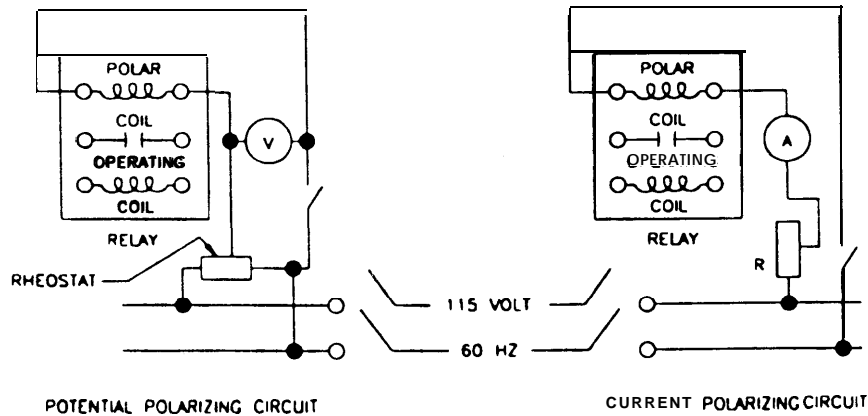 POLAR
COIL
V
OPERATING
COIL
RELAY
RHEOSTAT
POTENTIAL POLARIZING CIRCUIT
115 VOLT
60 HZ
POLAR
COIL
A
OPERATING
COIL
RELAY
R
CURRENT POLARIZING CIRCUIT